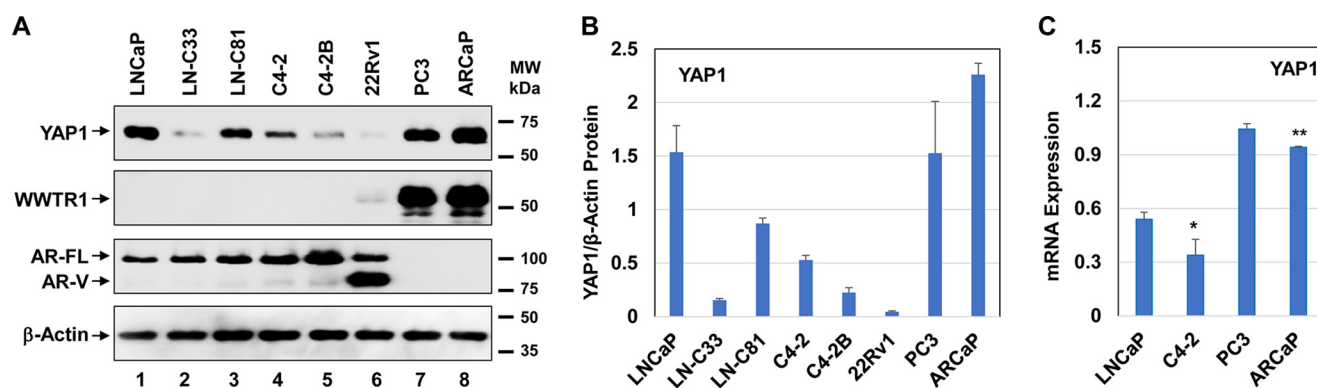 A
LNCaP
LN-C33
LN-C81
C4-2
C4-2B
22Rv1
PC3
ARCaP
MW
kDa
YAP1
75
50
WWTR1
50
AR-FL
100
AR-V
75
β-Actin
50
35
1 2 3 4 5 6 7 8
B
YAP1
YAP1/β-Actin Protein
2.5
2
1.5
1
0.5
0
LNCaP
LN-C33
LN-C81
C4-2
C4-2B
22Rv1
PC3
ARCaP
C
YAP1
mRNA Expression
1.5
1.2
0.9
0.6
0.3
0.0
*
**
LNCaP
C4-2
PC3
ARCaP